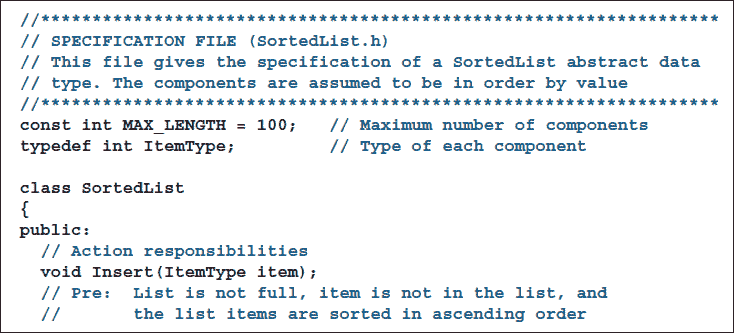 //******************************************************************
// SPECIFICATION FILE (SortedList.h)
// This file gives the specification of a SortedList abstract data
// type. The components are assumed to be in order by value
//******************************************************************
const int MAX_LENGTH = 100;   // Maximum number of components
typedef int ItemType;         // Type of each component

class SortedList
{
public:
  // Action responsibilities
  void Insert(ItemType item);
  // Pre:  List is not full, item is not in the list, and
  //       the list items are sorted in ascending order